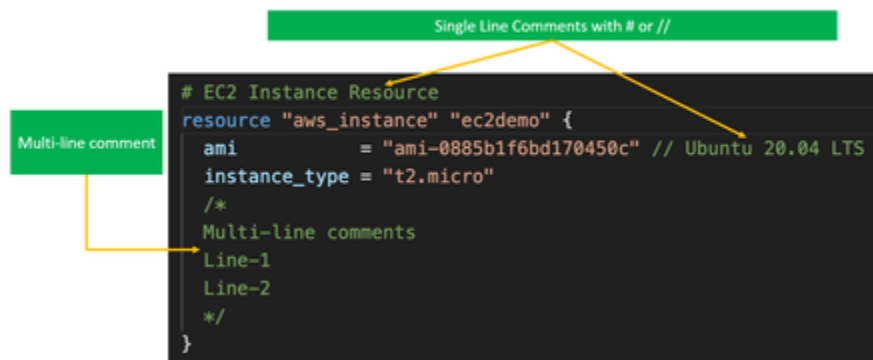 Single Line Comments with # or //
Multi-line comment
# EC2 Instance Resource
resource "aws_instance" "ec2demo" {
  ami           = "ami-0885b1f6bd170450c" // Ubuntu 20.04 LTS
  instance_type = "t2.micro"
  /*
  Multi-line comments
  Line-1
  Line-2
  */
}